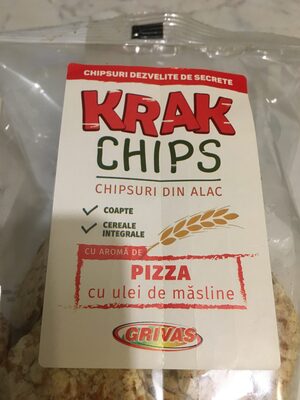 CHIPSURI DEZVELITE DE SECRETE
KRAK
CHIPS
CHIPSURI DIN ALAC
COAPTE
CEREALE
INTEGRALE
CU AROMĂ DE
PIZZA
cu ulei de măsline
GRIVAS